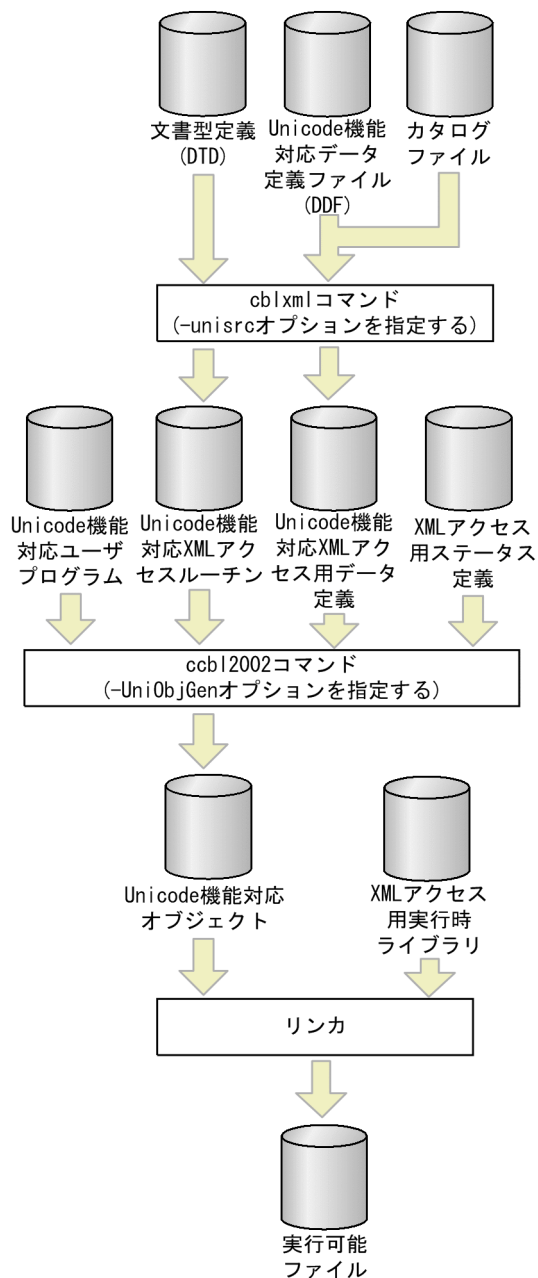 文書型定義
(DTD)
Unicode機能
対応データ
定義ファイル
(DDF)
カタログ
ファイル
cblxmlコマンド
(-unisrcオプションを指定する)
Unicode機能
対応ユーザ
プログラム
Unicode機能
対応XMLアク
セスルーチン
Unicode機能
対応XMLアク
セス用データ
定義
XMLアクセス
用ステータス
定義
ccbl2002コマンド
(-UniObjGenオプションを指定する)
Unicode機能対応
オブジェクト
XMLアクセス
用実行時
ライブラリ
リンカ
実行可能
ファイル